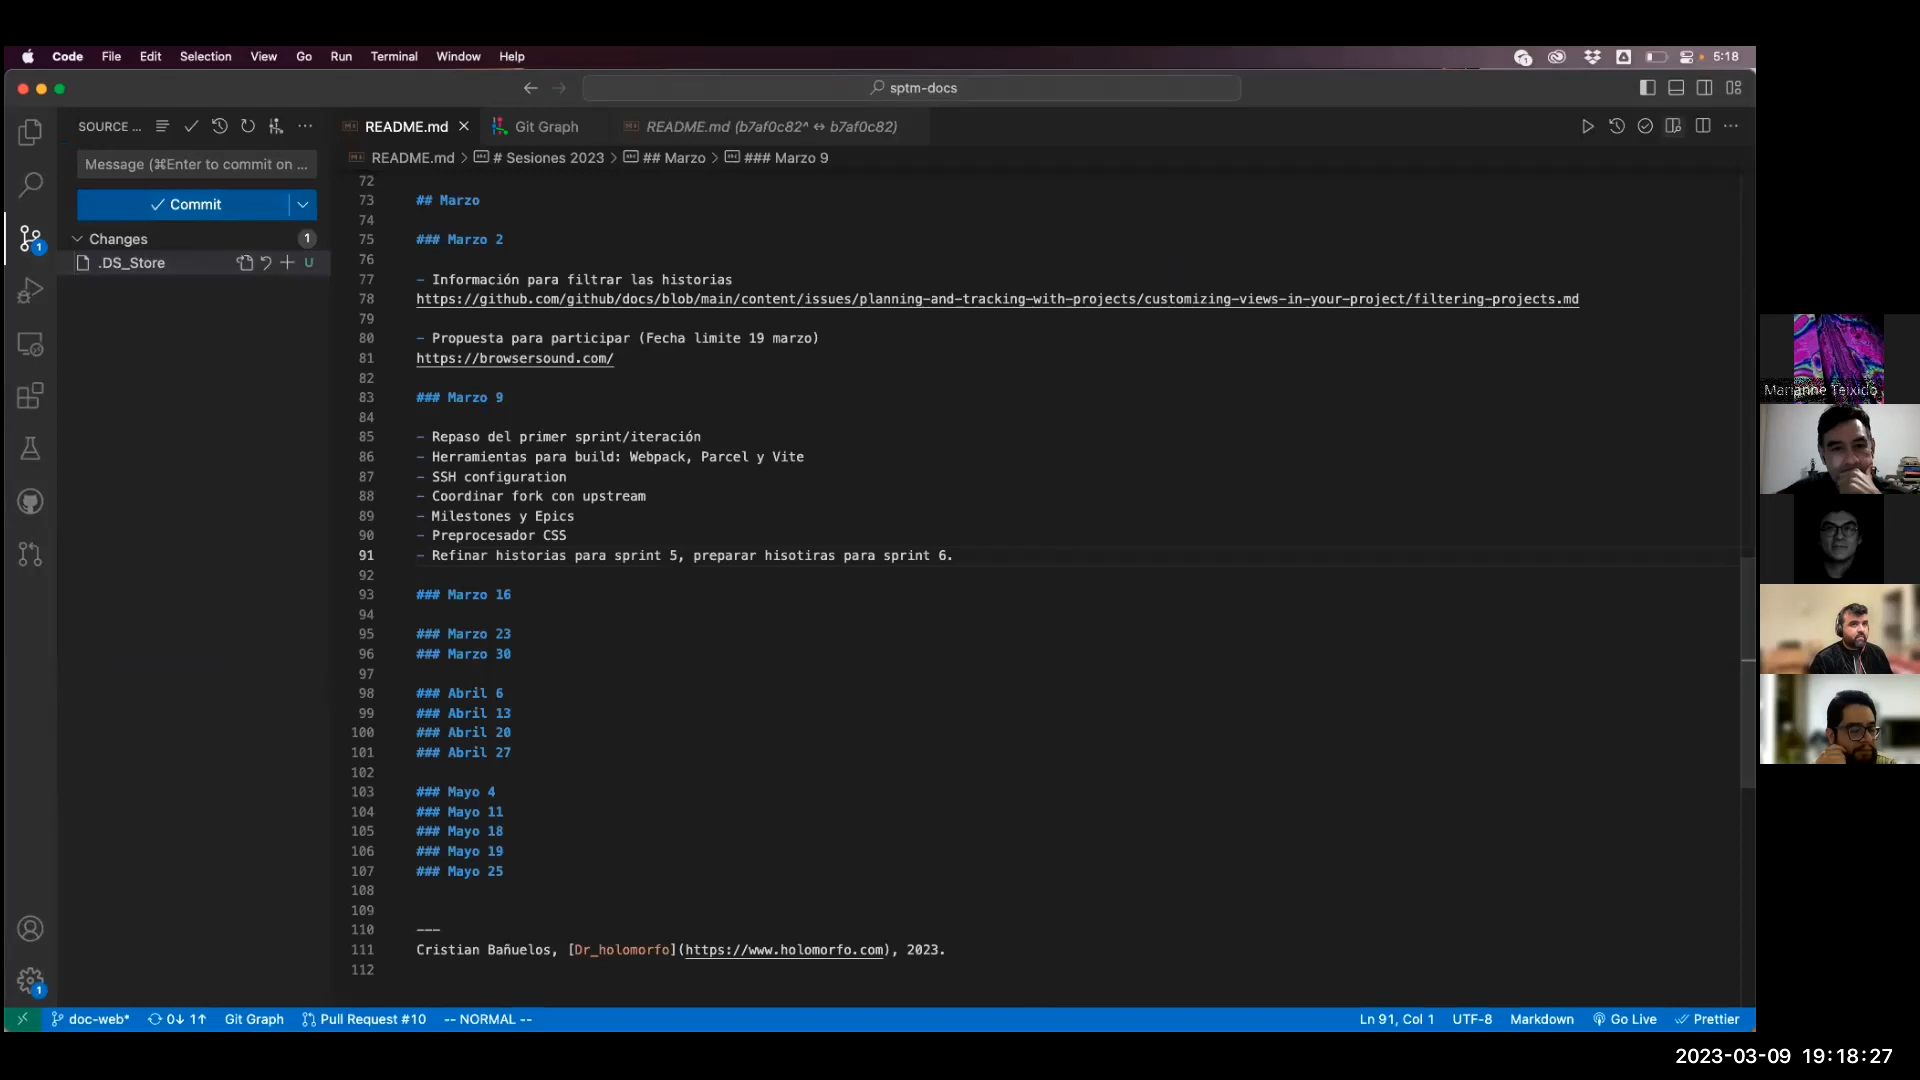 Code File Edit Selection View Go Run Terminal Window Help 5:18
sptm-docs
SOURCE ... README.md Git Graph README.md (b7af0c82^ ↔ b7af0c82)
Message (⌘Enter to commit on ...
README.md > # Sesiones 2023 > ## Marzo > ### Marzo 9
Commit
Changes 1
.DS_Store U
72
73 ## Marzo
74
75 ### Marzo 2
76
77 - Información para filtrar las historias
78 https://github.com/github/docs/blob/main/content/issues/planning-and-tracking-with-projects/customizing-views-in-your-project/filtering-projects.md
79
80 - Propuesta para participar (Fecha limite 19 marzo)
81 https://browsersound.com/
82
83 ### Marzo 9
84
85 - Repaso del primer sprint/iteración
86 - Herramientas para build: Webpack, Parcel y Vite
87 - SSH configuration
88 - Coordinar fork con upstream
89 - Milestones y Epics
90 - Preprocesador CSS
91 - Refinar historias para sprint 5, preparar hisotiras para sprint 6.
92
93 ### Marzo 16
94
95 ### Marzo 23
96 ### Marzo 30
97
98 ### Abril 6
99 ### Abril 13
100 ### Abril 20
101 ### Abril 27
102
103 ### Mayo 4
104 ### Mayo 11
105 ### Mayo 18
106 ### Mayo 19
107 ### Mayo 25
108
109
110 ---
111 Cristian Bañuelos, [Dr_holomorfo](https://www.holomorfo.com), 2023.
112
1
1
doc-web* 0↓ 1↑ Git Graph Pull Request #10 -- NORMAL -- Ln 91, Col 1 UTF-8 Markdown Go Live Prettier
Marianne Teixido
2023-03-09 19:18:27